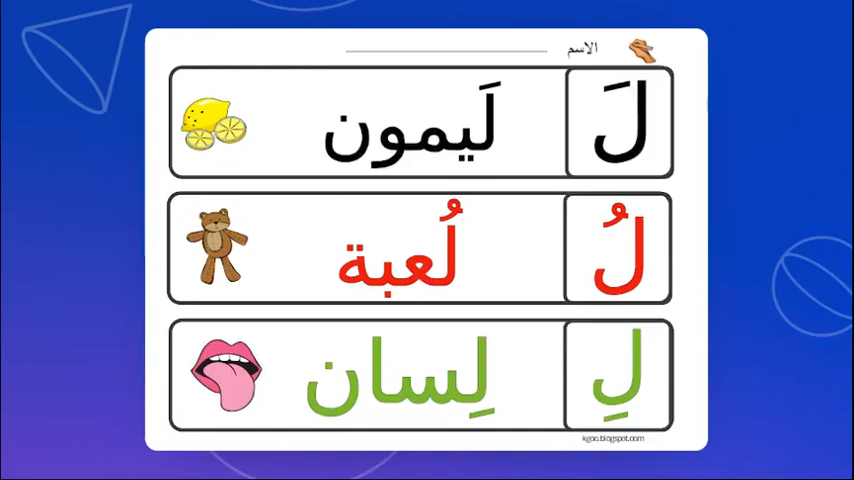 الاسم
لَ لَيمون
لُ لُعبة
لِ لِسان
kgoo.blogspot.com